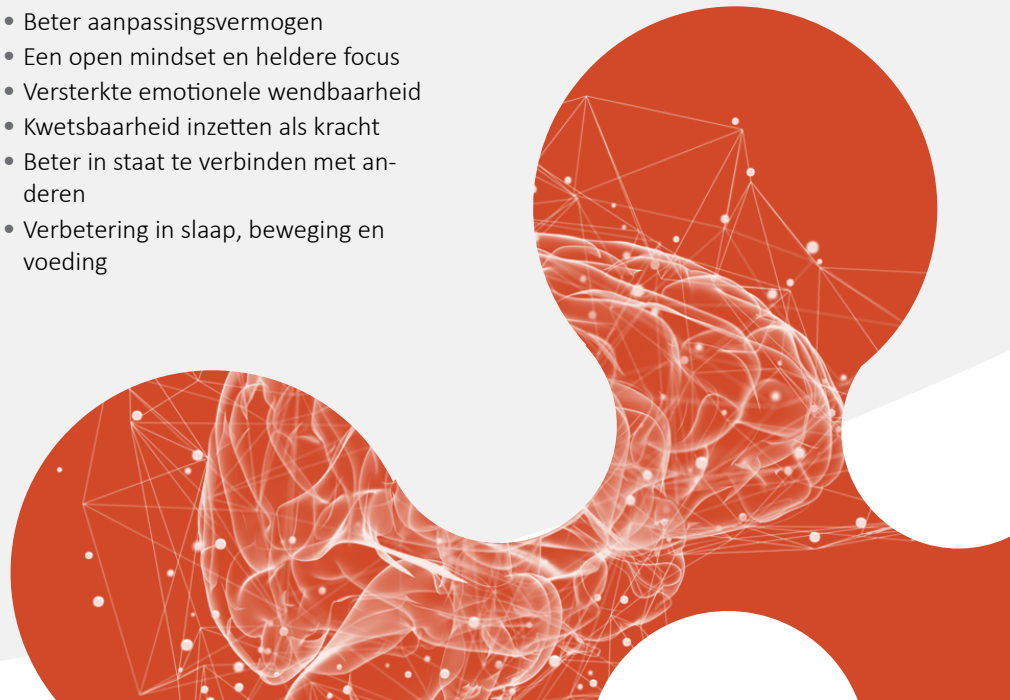 • Beter aanpassingsvermogen
• Een open mindset en heldere focus
• Versterkte emotionele wendbaarheid
• Kwetsbaarheid inzetten als kracht
• Beter in staat te verbinden met an-
deren
• Verbetering in slaap, beweging en
voeding